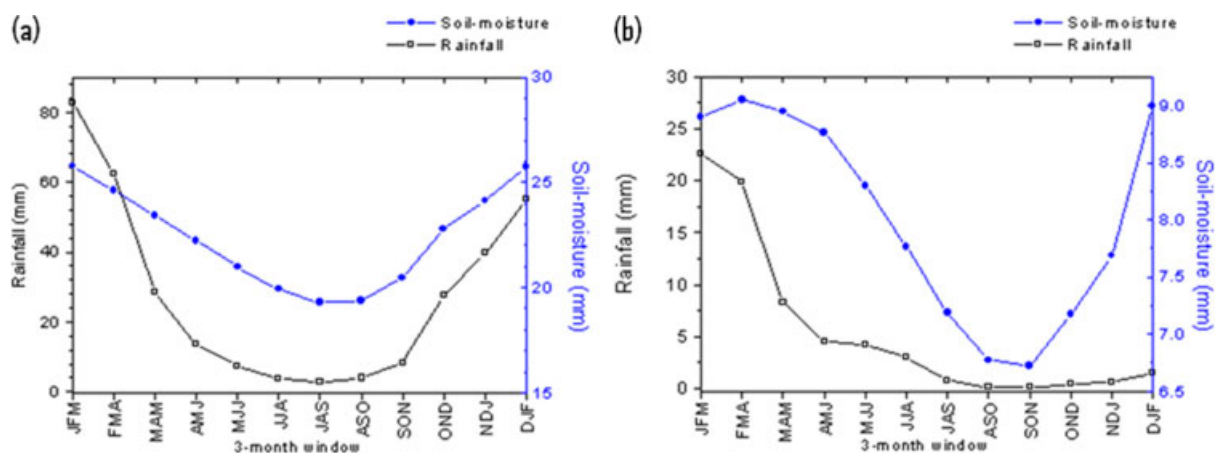 (a)
Soil-moisture
Rainfall
Rainfall (mm)
80
60
40
20
0
30
25
20
15
Soil-moisture (mm)
JFM
FMA
MAM
AMJ
MJJ
JJA
JAS
ASO
SON
OND
NDJ
DJF
3-month window
(b)
Soil-moisture
Rainfall
Rainfall (mm)
30
25
20
15
10
5
0
9.0
8.5
8.0
7.5
7.0
6.5
Soil-moisture (mm)
JFM
FMA
MAM
AMJ
MJJ
JJA
JAS
ASO
SON
OND
NDJ
DJF
3-month window